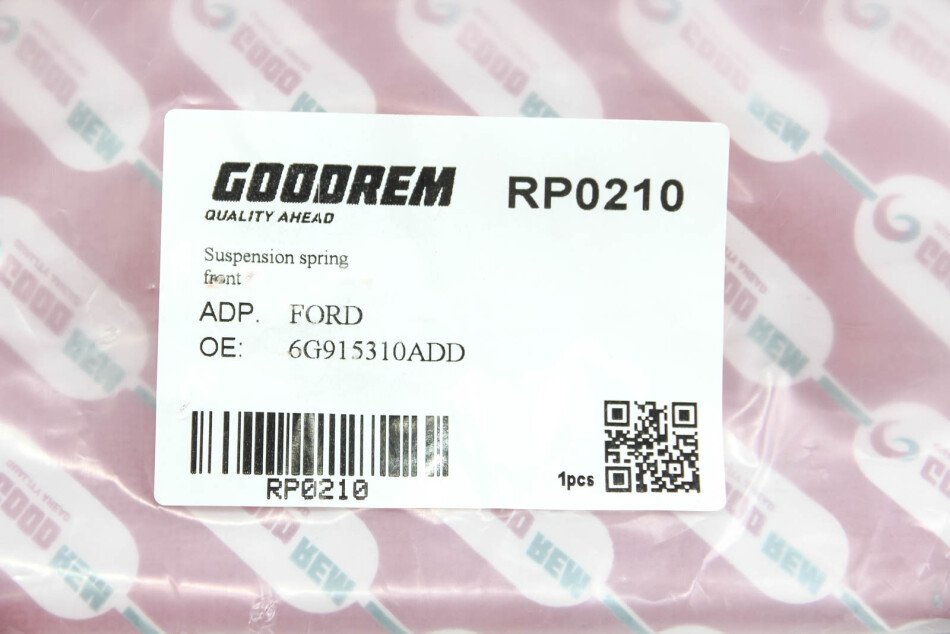 GOODREM
QUALITY AHEAD
RP0210
Suspension spring
front
ADP. FORD
OE: 6G915310ADD
RP0210
1pcs